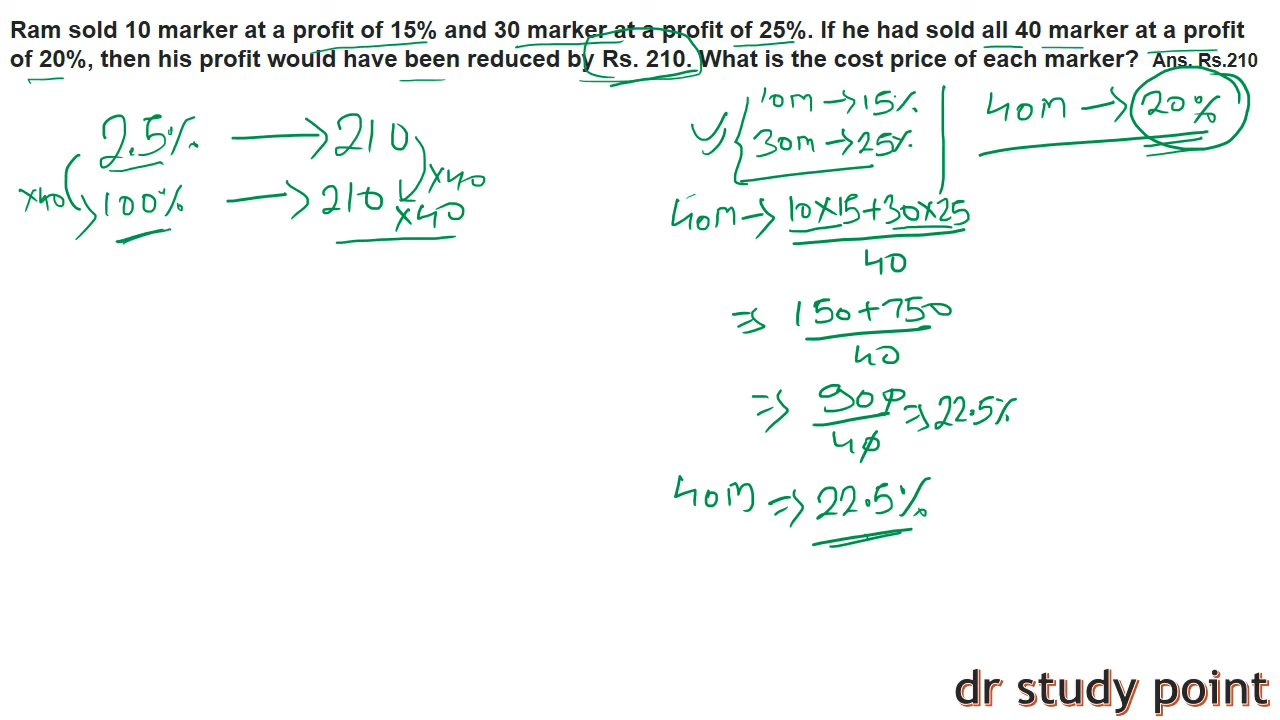 Ram sold 10 marker at a profit of 15% and 30 marker at a profit of 25%. If he had sold all 40 marker at a profit
of 20%, then his profit would have been reduced by Rs. 210. What is the cost price of each marker? Ans. Rs.210
2.5% → 210
×40 100% → 210 ×40
×40
10m → 15%
30m → 25%
40m → 20%
40m → 10×15+30×25
40
⇒ 150+750
40
⇒ 900 ⇒ 22.5%
40
40m ⇒ 22.5%
dr study point